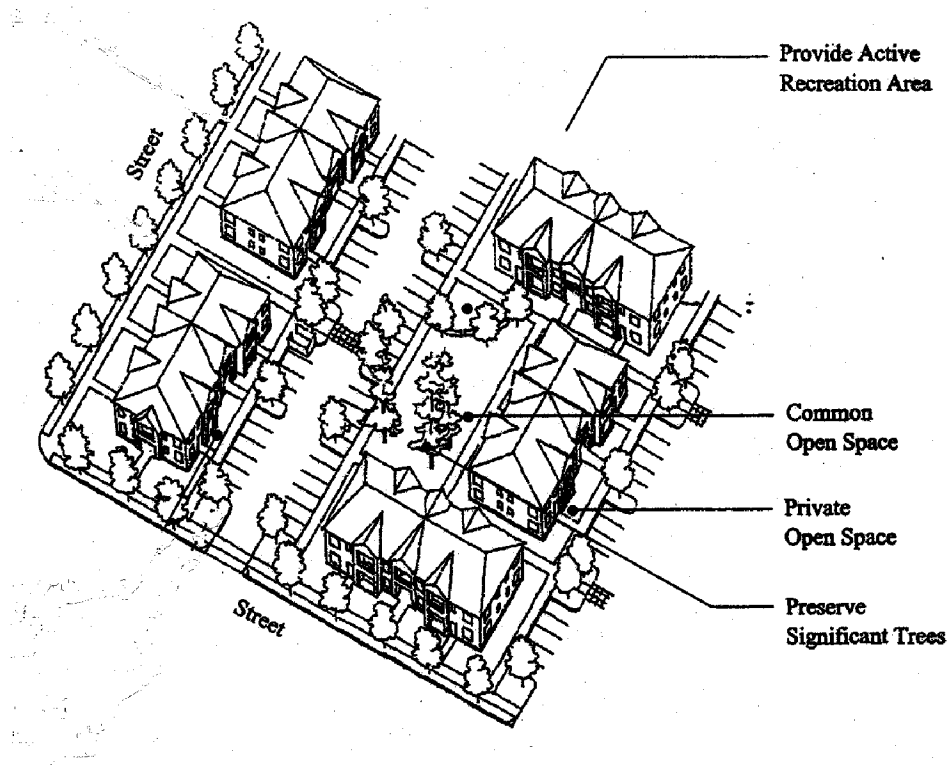 Provide Active
Recreation Area
Street
Common
Open Space
Private
Open Space
Preserve
Significant Trees
Street